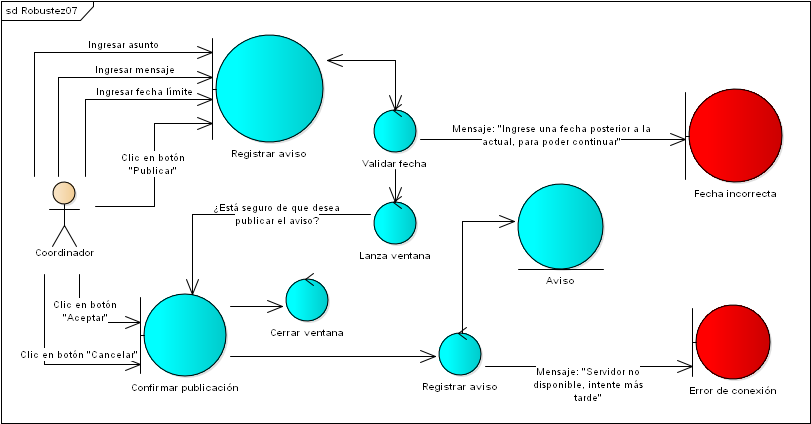 sd Robustez07
Ingresar asunto
Ingresar mensaje
Ingresar fecha límite
Clic en botón
"Publicar"
Registrar aviso
Validar fecha
Mensaje: "Ingrese una fecha posterior a la
actual, para poder continuar"
Fecha incorrecta
Coordinador
¿Está seguro de que desea
publicar el aviso?
Lanza ventana
Aviso
Clic en botón
"Aceptar"
Clic en botón "Cancelar"
Confirmar publicación
Cerrar ventana
Registrar aviso
Mensaje: "Servidor no
disponible, intente más
tarde"
Error de conexión